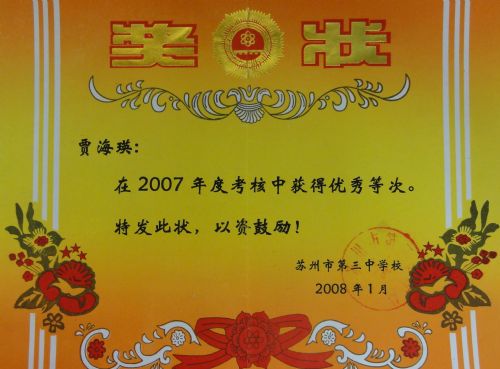 奖 状
贾海瑛:
在2007年度考核中获得优秀等次。
特发此状,以资鼓励!
苏州市第三中学校
2008年1月